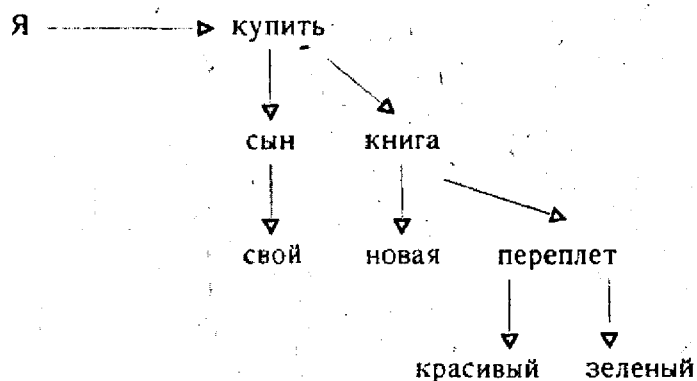 Я купить
сын книга
свой новая переплет
красивый зеленый